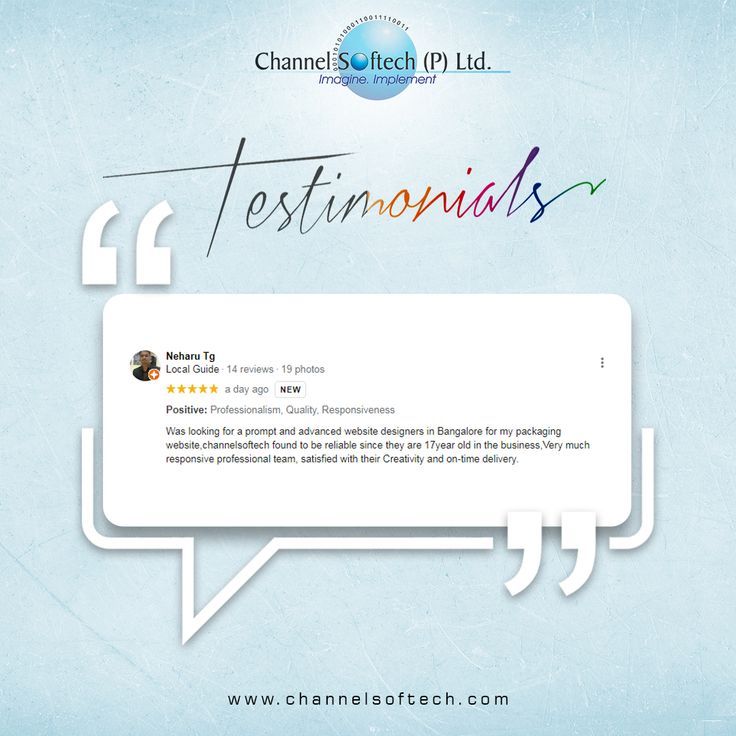 00010101000110011110011
Channel Softech (P) Ltd.
Imagine. Implement
Testimonials
Neharu Tg
Local Guide · 14 reviews · 19 photos
★★★★★ a day ago NEW
Positive: Professionalism, Quality, Responsiveness
Was looking for a prompt and advanced website designers in Bangalore for my packaging
website,channelsoftech found to be reliable since they are 17year old in the business,Very much
responsive professional team, satisfied with their Creativity and on-time delivery.
www.channelsoftech.com